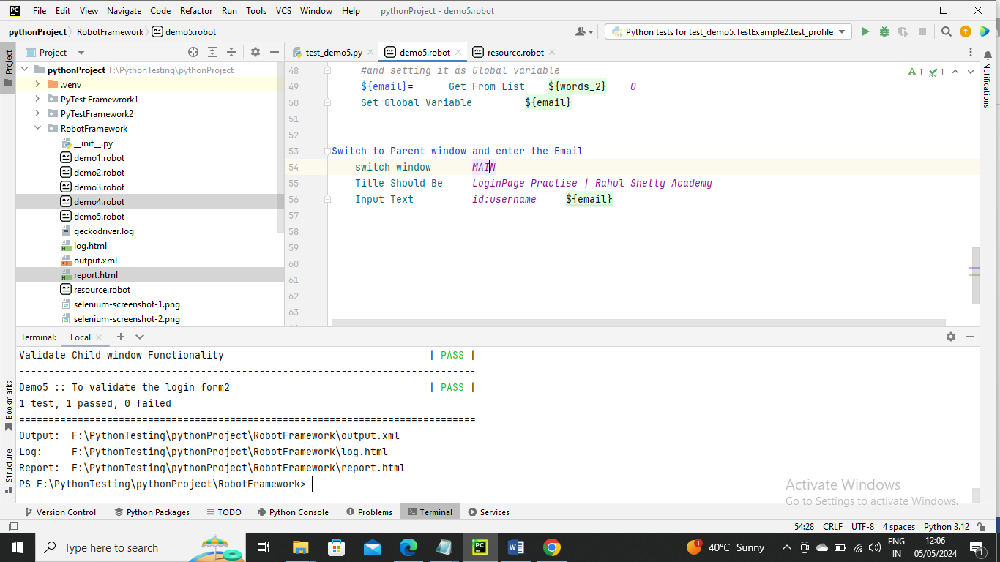 PC File Edit View Navigate Code Refactor Run Tools VCS Window Help pythonProject - demo5.robot
pythonProject RobotFramework demo5.robot Python tests for test_demo5.TestExample2.test_profile
Project test_demo5.py demo5.robot resource.robot
Project
Notifications
Bookmarks
Structure
pythonProject F:\PythonTesting\pythonProject
.venv
PyTest Framewrork1
PyTestFramework2
RobotFramework
__init__.py
demo1.robot
demo2.robot
demo3.robot
demo4.robot
demo5.robot
geckodriver.log
log.html
output.xml
report.html
resource.robot
selenium-screenshot-1.png
selenium-screenshot-2.png
48 #and setting it as Global variable
1 1
49 ${email}= Get From List ${words_2} 0
50 Set Global Variable ${email}
51
52
53 Switch to Parent window and enter the Email
54 switch window MAIN
55 Title Should Be LoginPage Practise | Rahul Shetty Academy
56 Input Text id:username ${email}
57
58
59
60
61
62
63
Terminal: Local
Validate Child window Functionality | PASS |
------------------------------------------------------------------------------
Demo5 :: To validate the login form2 | PASS |
1 test, 1 passed, 0 failed
==============================================================================
Output: F:\PythonTesting\pythonProject\RobotFramework\output.xml
Log: F:\PythonTesting\pythonProject\RobotFramework\log.html
Report: F:\PythonTesting\pythonProject\RobotFramework\report.html
PS F:\PythonTesting\pythonProject\RobotFramework>
Activate Windows
Go to Settings to activate Windows.
Version Control Python Packages TODO Python Console Problems Terminal Services
54:28 CRLF UTF-8 4 spaces Python 3.12
Type here to search
PC
W
1
40°C Sunny
ENG
IN
12:06
05/05/2024
1